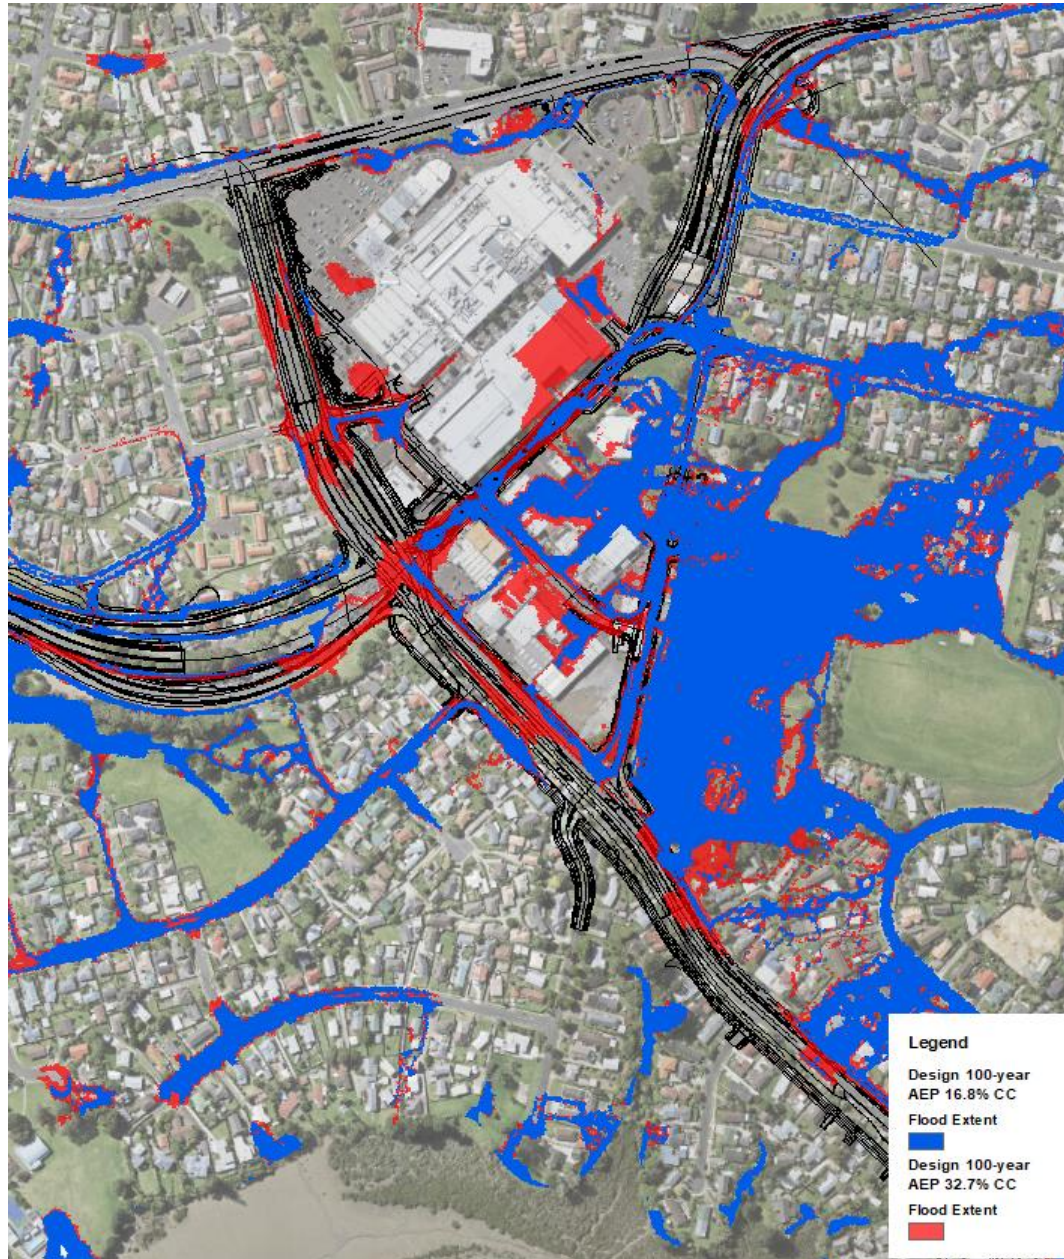 Legend
Design 100-year
AEP 16.8% CC
Flood Extent
Design 100-year
AEP 32.7% CC
Flood Extent